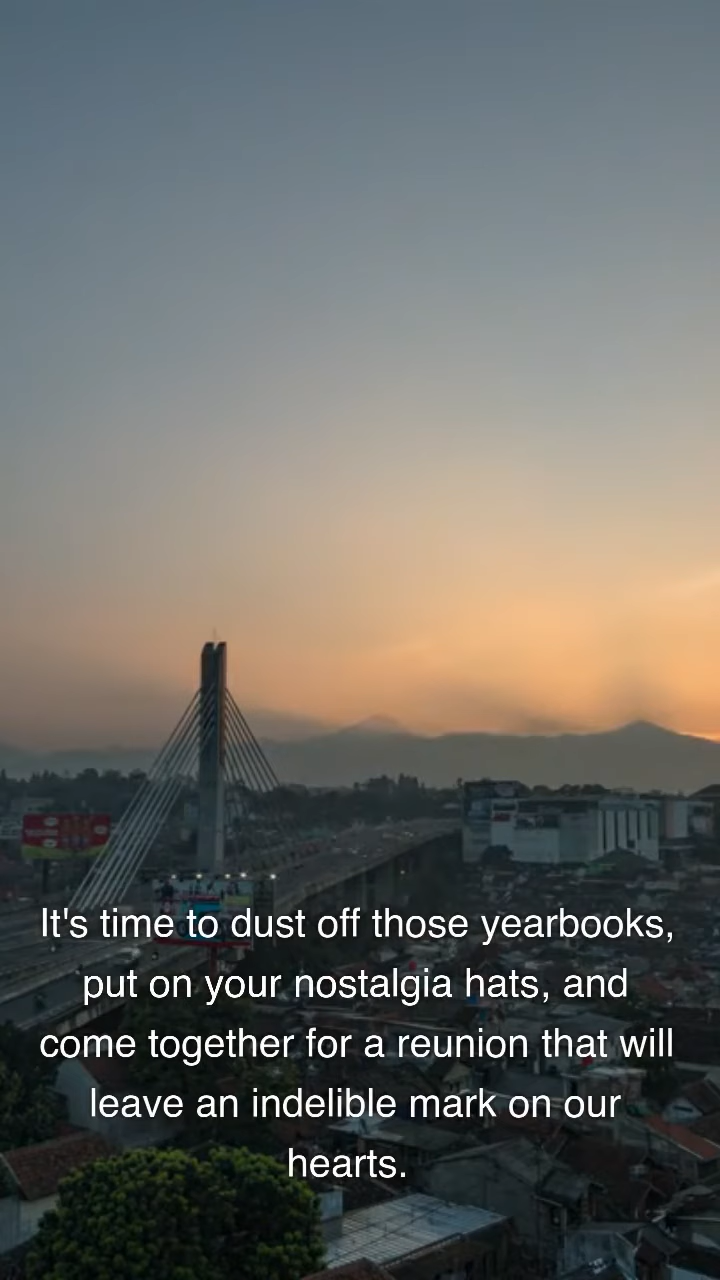 It's time to dust off those yearbooks,
put on your nostalgia hats, and
come together for a reunion that will
leave an indelible mark on our
hearts.